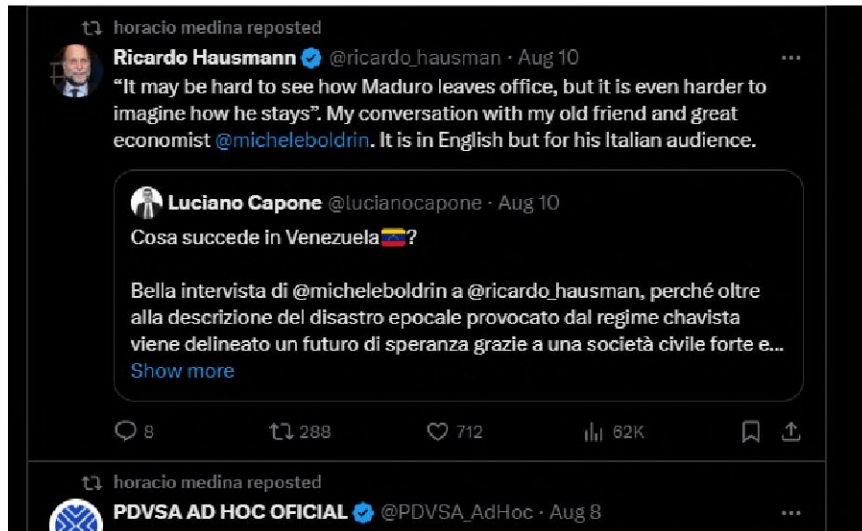 horacio medina reposted
Ricardo Hausmann @ricardo_hausman · Aug 10
“It may be hard to see how Maduro leaves office, but it is even harder to
imagine how he stays”. My conversation with my old friend and great
economist @micheleboldrin. It is in English but for his Italian audience.
Luciano Capone @lucianocapone · Aug 10
Cosa succede in Venezuela🇻🇪?
Bella intervista di @micheleboldrin a @ricardo_hausman, perché oltre
alla descrizione del disastro epocale provocato dal regime chavista
viene delineato un futuro di speranza grazie a una società civile forte e...
Show more
8 288 712 62K
horacio medina reposted
PDVSA AD HOC OFICIAL @PDVSA_AdHoc · Aug 8